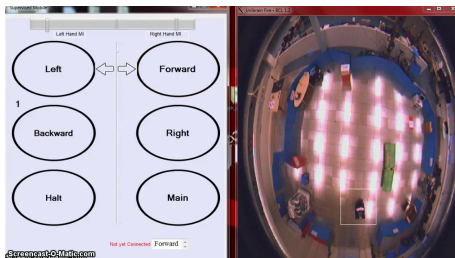 Supervised Module
Left Hand MI
Right Hand MI
Left
Forward
1
Backward
Right
Halt
Main
Not yet Connected
Forward
Screencast-O-Matic.com